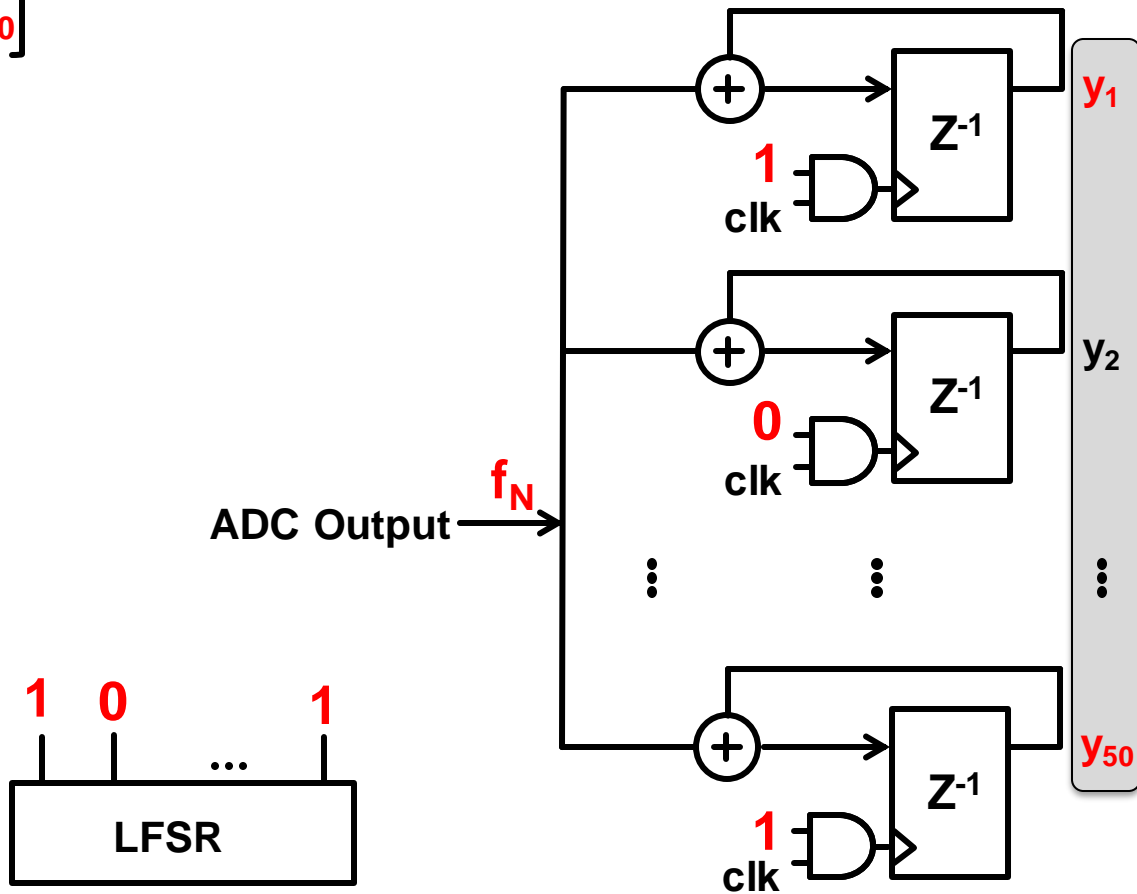 0]
+
Z-1
y1
1
clk
+
Z-1
y2
0
clk
fN
ADC Output
1 0 ... 1
LFSR
+
Z-1
y50
1
clk